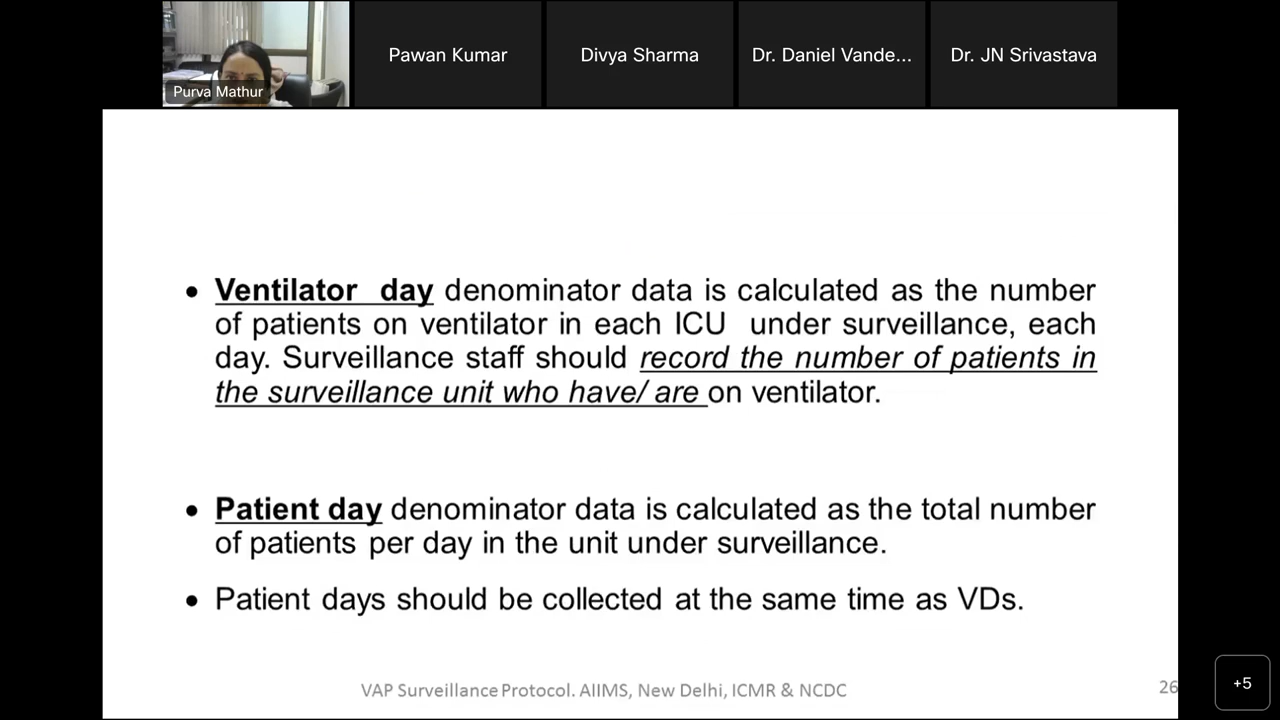 Purva Mathur
Pawan Kumar
Divya Sharma
Dr. Daniel Vande...
Dr. JN Srivastava
• Ventilator day denominator data is calculated as the number
of patients on ventilator in each ICU under surveillance, each
day. Surveillance staff should record the number of patients in
the surveillance unit who have/ are on ventilator.
• Patient day denominator data is calculated as the total number
of patients per day in the unit under surveillance.
• Patient days should be collected at the same time as VDs.
VAP Surveillance Protocol. AIIMS, New Delhi, ICMR & NCDC
26
+5